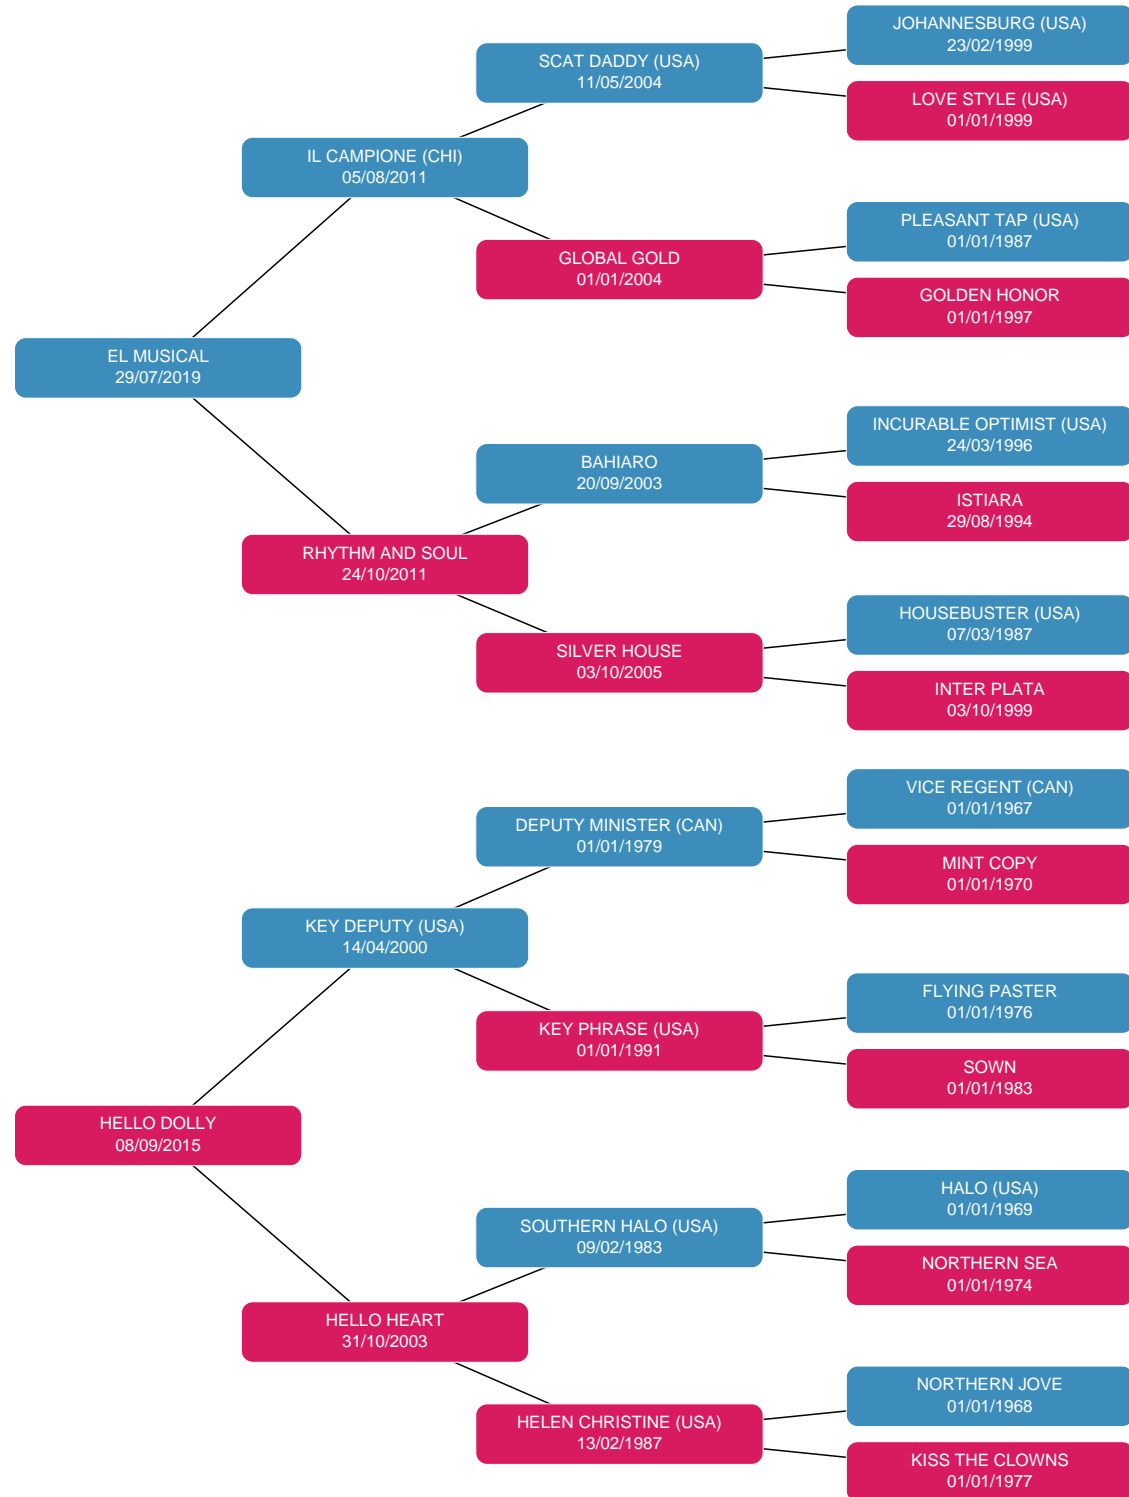 JOHANNESBURG (USA)
23/02/1999
SCAT DADDY (USA)
11/05/2004
LOVE STYLE (USA)
01/01/1999
IL CAMPIONE (CHI)
05/08/2011
PLEASANT TAP (USA)
01/01/1987
GLOBAL GOLD
01/01/2004
GOLDEN HONOR
01/01/1997
EL MUSICAL
29/07/2019
INCURABLE OPTIMIST (USA)
24/03/1996
BAHIARO
20/09/2003
ISTIARA
29/08/1994
RHYTHM AND SOUL
24/10/2011
HOUSEBUSTER (USA)
07/03/1987
SILVER HOUSE
03/10/2005
INTER PLATA
03/10/1999
VICE REGENT (CAN)
01/01/1967
DEPUTY MINISTER (CAN)
01/01/1979
MINT COPY
01/01/1970
KEY DEPUTY (USA)
14/04/2000
FLYING PASTER
01/01/1976
KEY PHRASE (USA)
01/01/1991
SOWN
01/01/1983
HELLO DOLLY
08/09/2015
HALO (USA)
01/01/1969
SOUTHERN HALO (USA)
09/02/1983
NORTHERN SEA
01/01/1974
HELLO HEART
31/10/2003
NORTHERN JOVE
01/01/1968
HELEN CHRISTINE (USA)
13/02/1987
KISS THE CLOWNS
01/01/1977